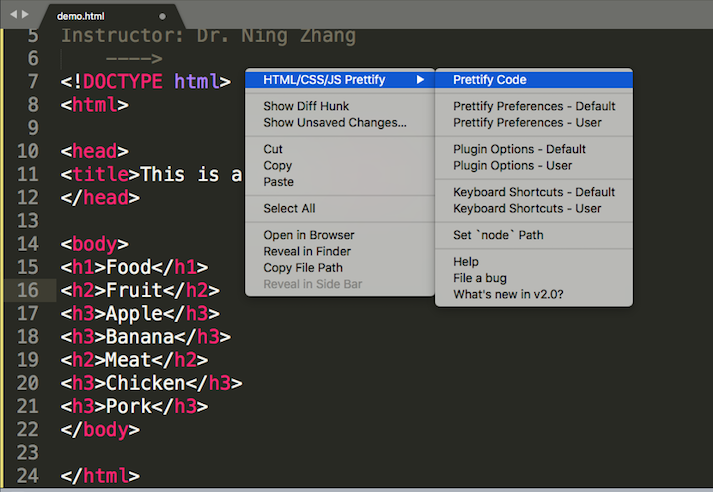 demo.html
5 Instructor: Dr. Ning Zhang
6 ---->
7 <!DOCTYPE html>
8 <html>
9
10 <head>
11 <title>This is a
12 </head>
13
14 <body>
15 <h1>Food</h1>
16 <h2>Fruit</h2>
17 <h3>Apple</h3>
18 <h3>Banana</h3>
19 <h2>Meat</h2>
20 <h3>Chicken</h3>
21 <h3>Pork</h3>
22 </body>
23
24 </html>
HTML/CSS/JS Prettify
Show Diff Hunk
Show Unsaved Changes...
Cut
Copy
Paste
Select All
Open in Browser
Reveal in Finder
Copy File Path
Reveal in Side Bar
Prettify Code
Prettify Preferences - Default
Prettify Preferences - User
Plugin Options - Default
Plugin Options - User
Keyboard Shortcuts - Default
Keyboard Shortcuts - User
Set `node` Path
Help
File a bug
What's new in v2.0?